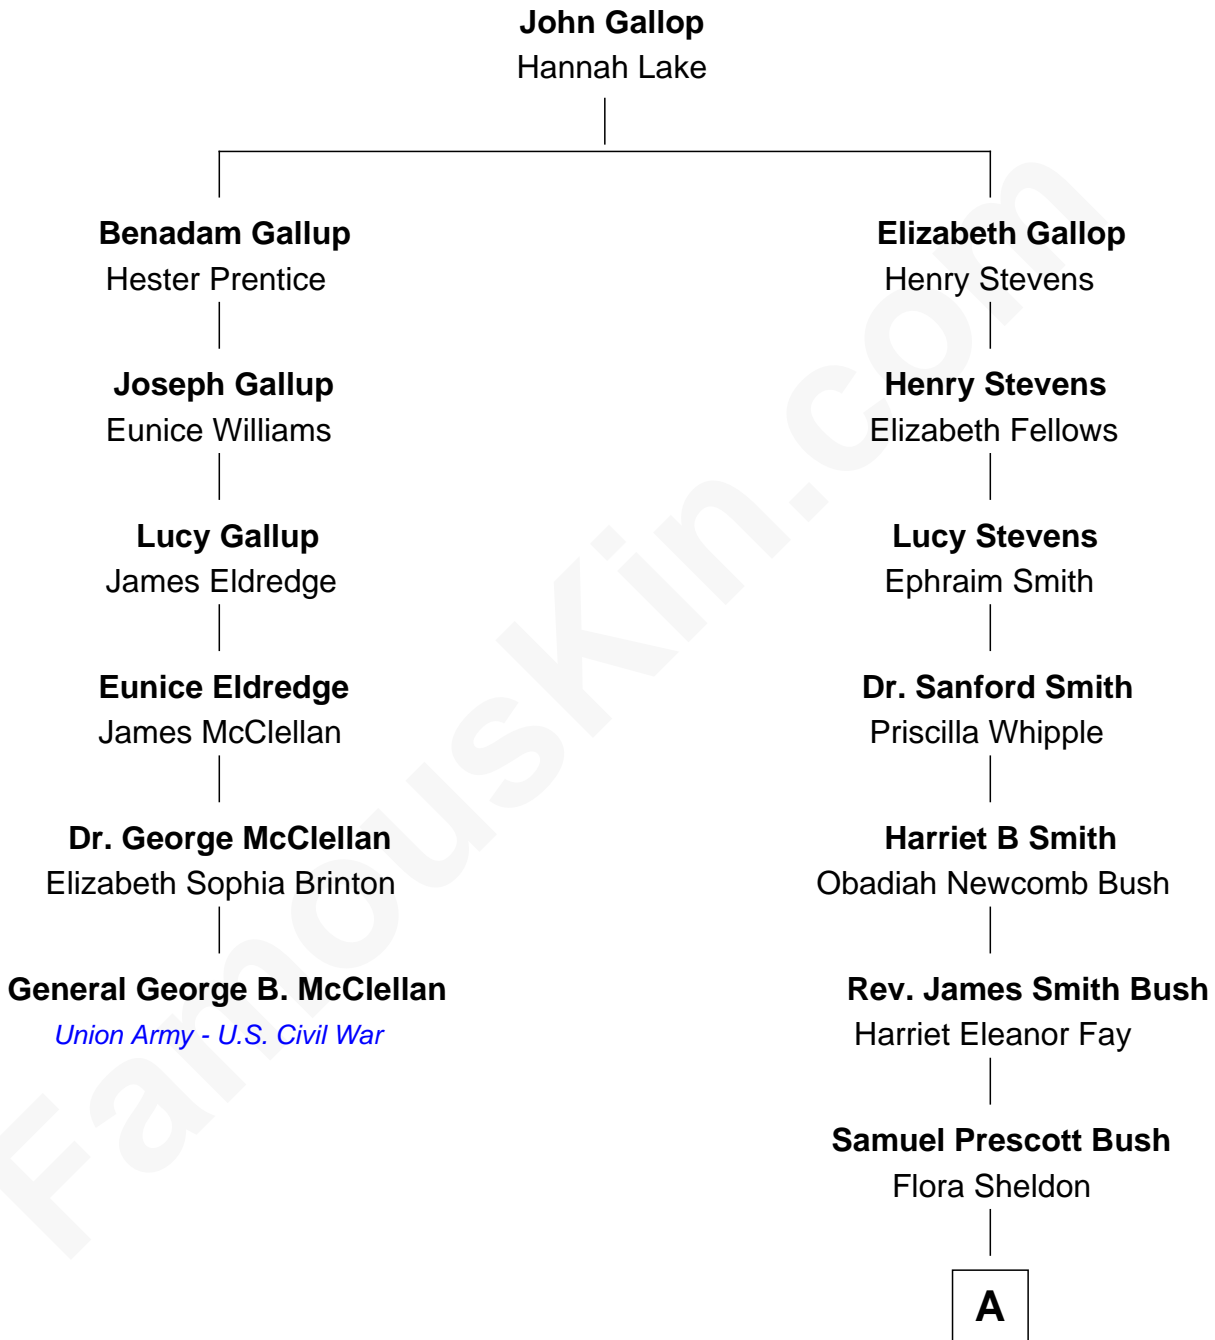 John Gallop
Hannah Lake
Benadam Gallup
Hester Prentice
Elizabeth Gallop
Henry Stevens
Joseph Gallup
Eunice Williams
Henry Stevens
Elizabeth Fellows
Lucy Gallup
James Eldredge
Lucy Stevens
Ephraim Smith
Eunice Eldredge
James McClellan
Dr. Sanford Smith
Priscilla Whipple
Dr. George McClellan
Elizabeth Sophia Brinton
Harriet B Smith
Obadiah Newcomb Bush
General George B. McClellan
Union Army - U.S. Civil War
Rev. James Smith Bush
Harriet Eleanor Fay
Samuel Prescott Bush
Flora Sheldon
A
FamousKin.com